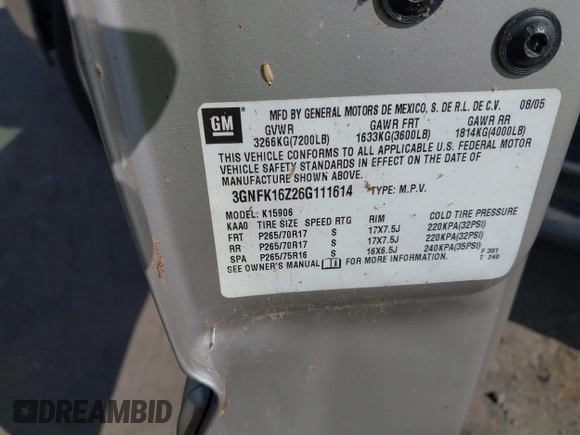 GM
MFD BY GENERAL MOTORS DE MEXICO, S. DE R.L. DE C.V. 08/05
GVWR GAWR FRT GAWR RR
3266KG(7200LB) 1633KG(3600LB) 1814KG(4000LB)
THIS VEHICLE CONFORMS TO ALL APPLICABLE U.S. FEDERAL MOTOR
VEHICLE SAFETY STANDARDS IN EFFECT ON THE DATE OF
MANUFACTURE SHOWN ABOVE.
3GNFK16Z26G111614 TYPE: M.P.V.
MODEL: K15906
KAA0 TIRE SIZE SPEED RTG RIM COLD TIRE PRESSURE
FRT P265/70R17 S 17X7.5J 220KPA(32PSI)
RR P265/70R17 S 17X7.5J 220KPA(32PSI)
SPA P265/75R16 S 16X6.5J 240KPA(35PSI)
SEE OWNER'S MANUAL i FOR MORE INFORMATION. F 301
T 246
DREAMBID